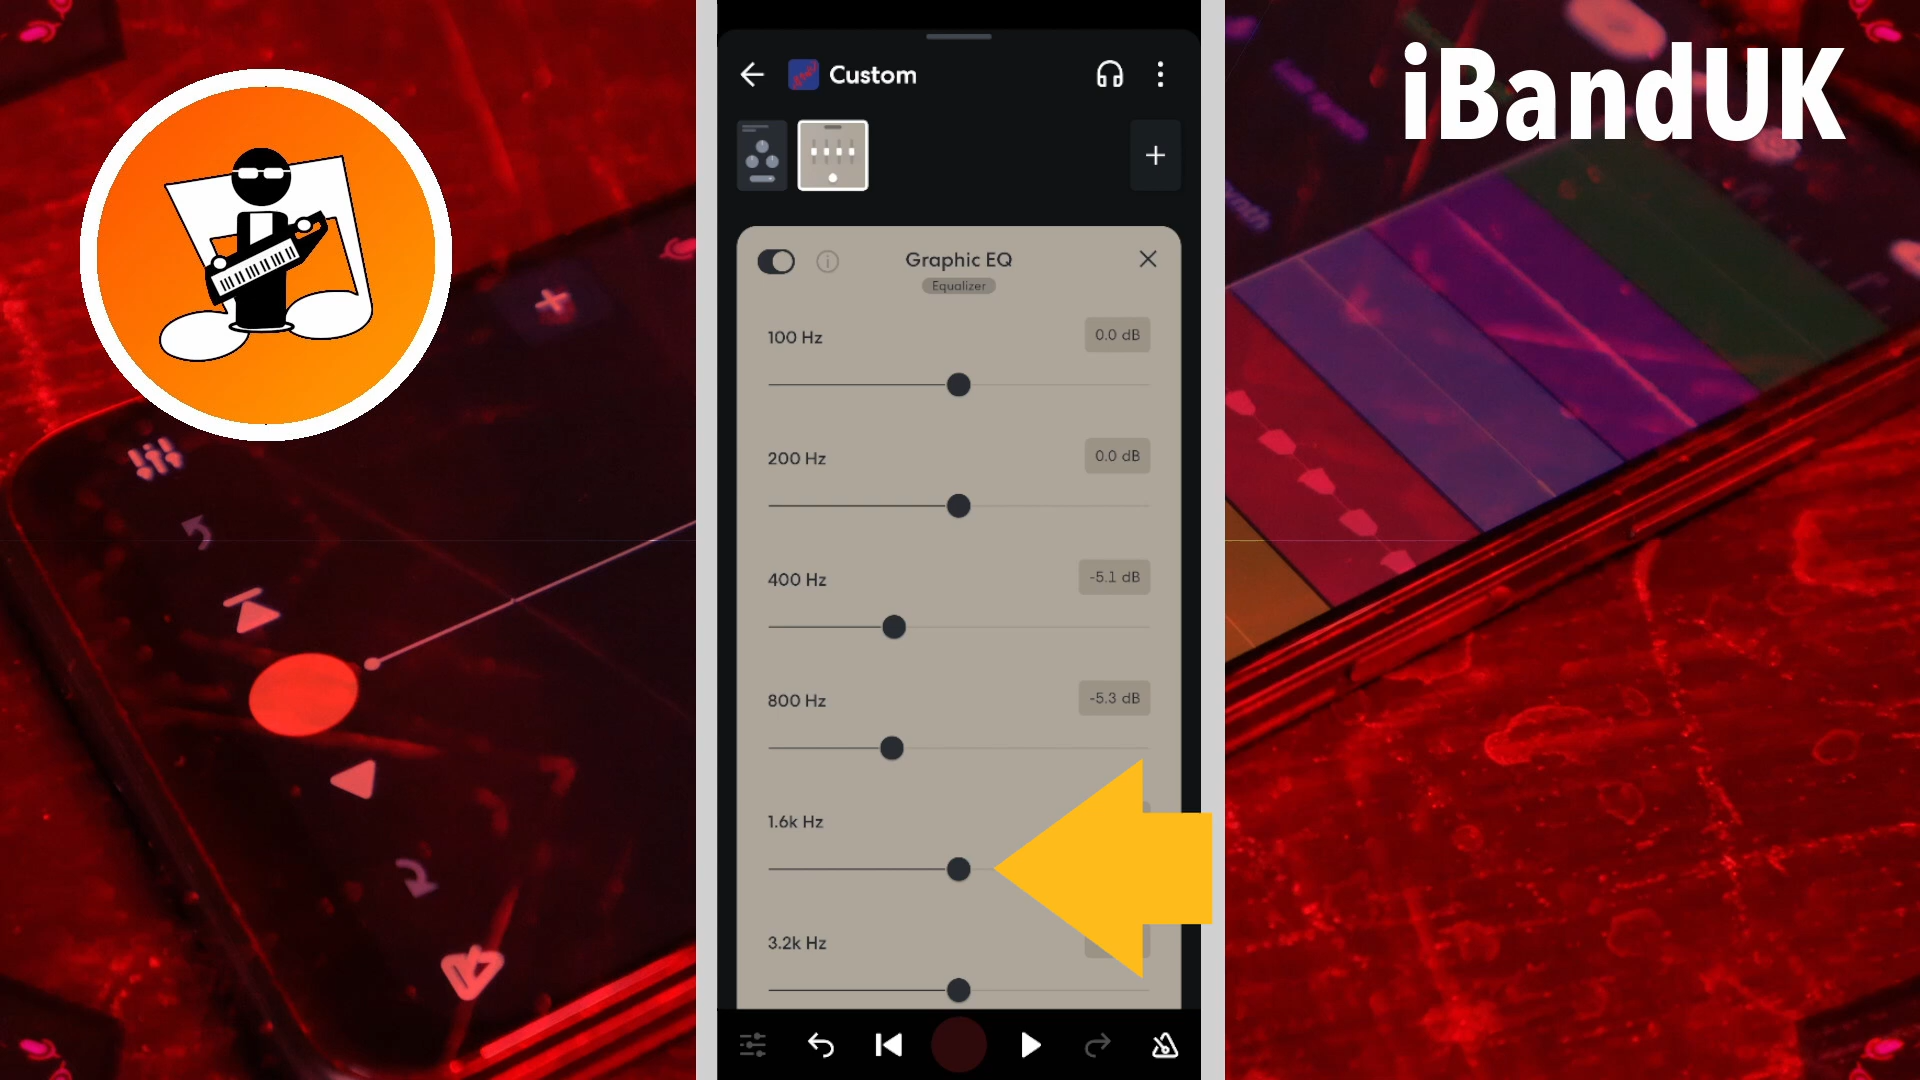 iBandUK
Custom
Graphic EQ
Equalizer
100 Hz
0.0 dB
200 Hz
0.0 dB
400 Hz
-5.1 dB
800 Hz
-5.3 dB
1.6k Hz
3.2k Hz